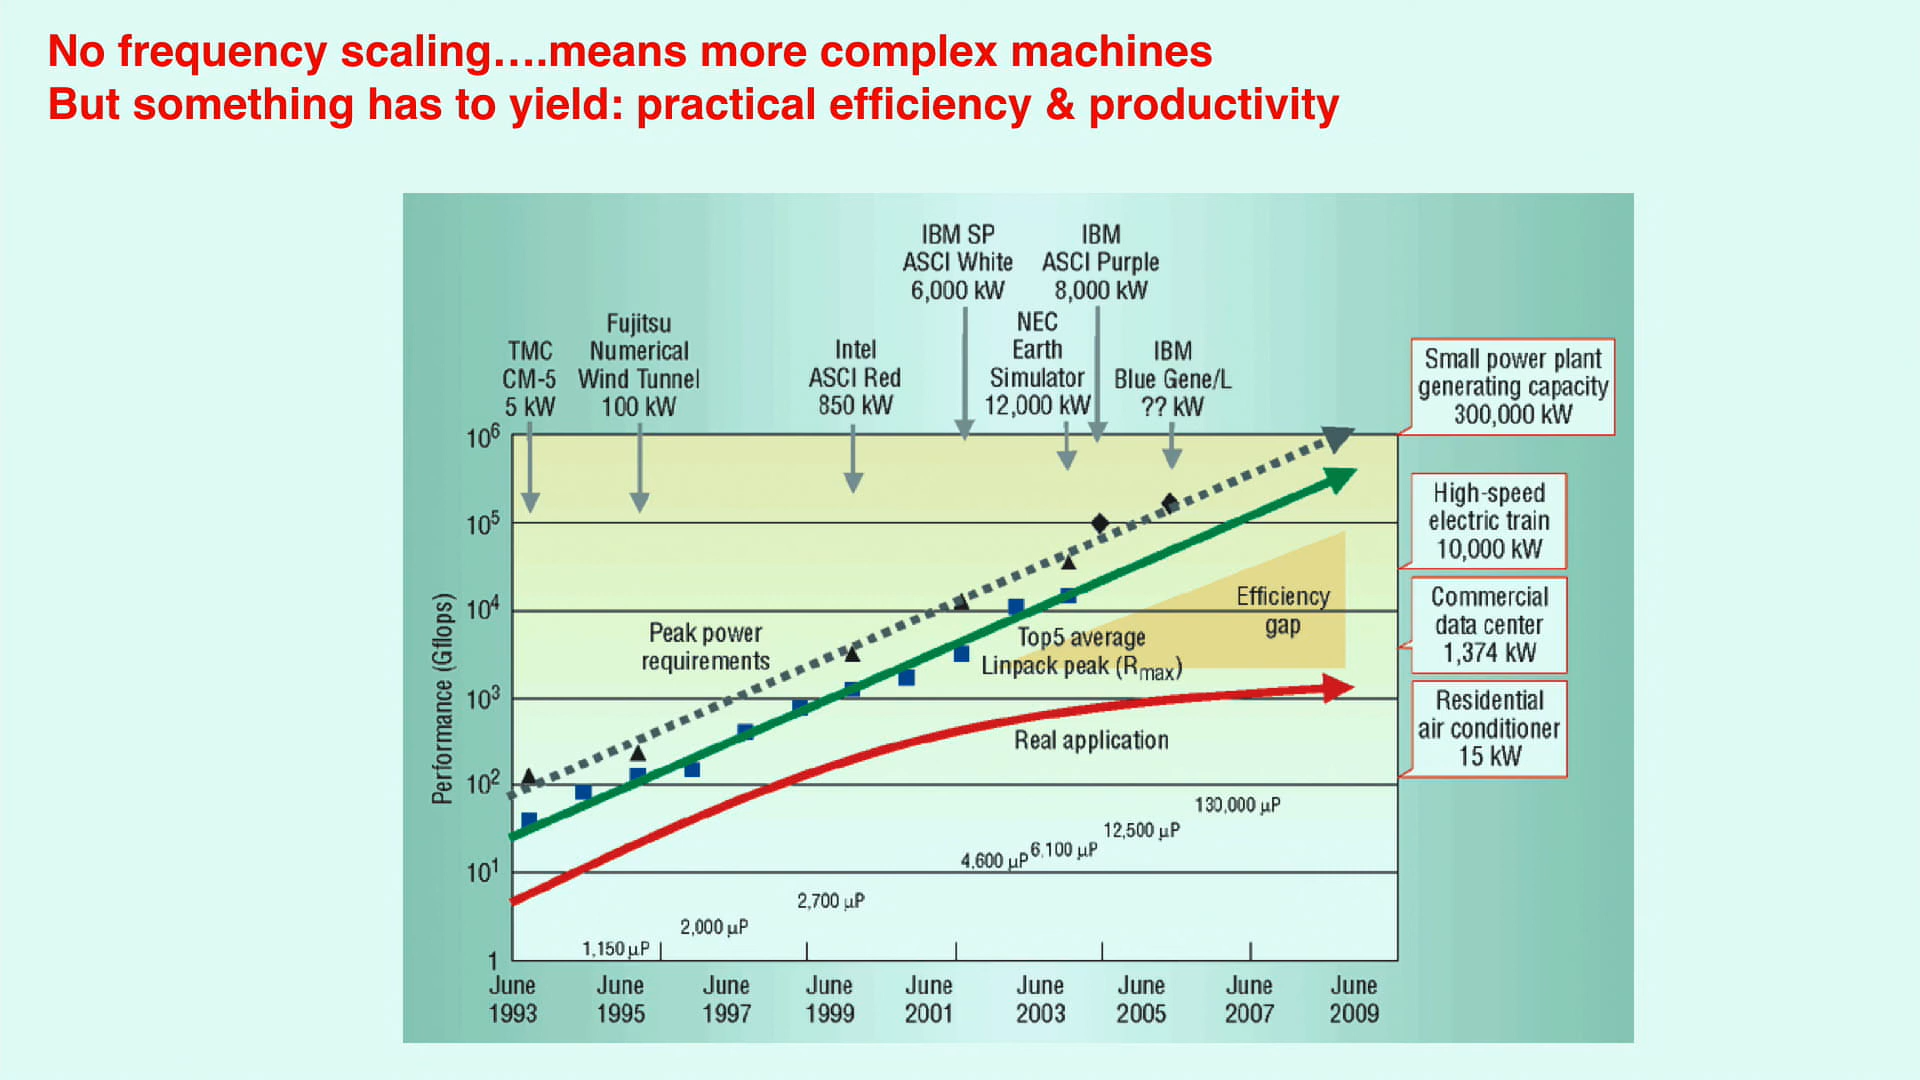 No frequency scaling....means more complex machines
But something has to yield: practical efficiency & productivity
IBM SP
ASCI White
6,000 kW
IBM
ASCI Purple
8,000 kW
TMC
CM-5
5 kW
Fujitsu
Numerical
Wind Tunnel
100 kW
Intel
ASCI Red
850 kW
NEC
Earth
Simulator
12,000 kW
IBM
Blue Gene/L
?? kW
Small power plant
generating capacity
300,000 kW
High-speed
electric train
10,000 kW
Commercial
data center
1,374 kW
Residential
air conditioner
15 kW
Performance (Gflops)
10⁶
10⁵
10⁴
10³
10²
10¹
1
Peak power
requirements
Top5 average
Linpack peak (Rmax)
Efficiency
gap
Real application
1,150 µP
2,000 µP
2,700 µP
4,600 µP
6,100 µP
12,500 µP
130,000 µP
June
1993
June
1995
June
1997
June
1999
June
2001
June
2003
June
2005
June
2007
June
2009